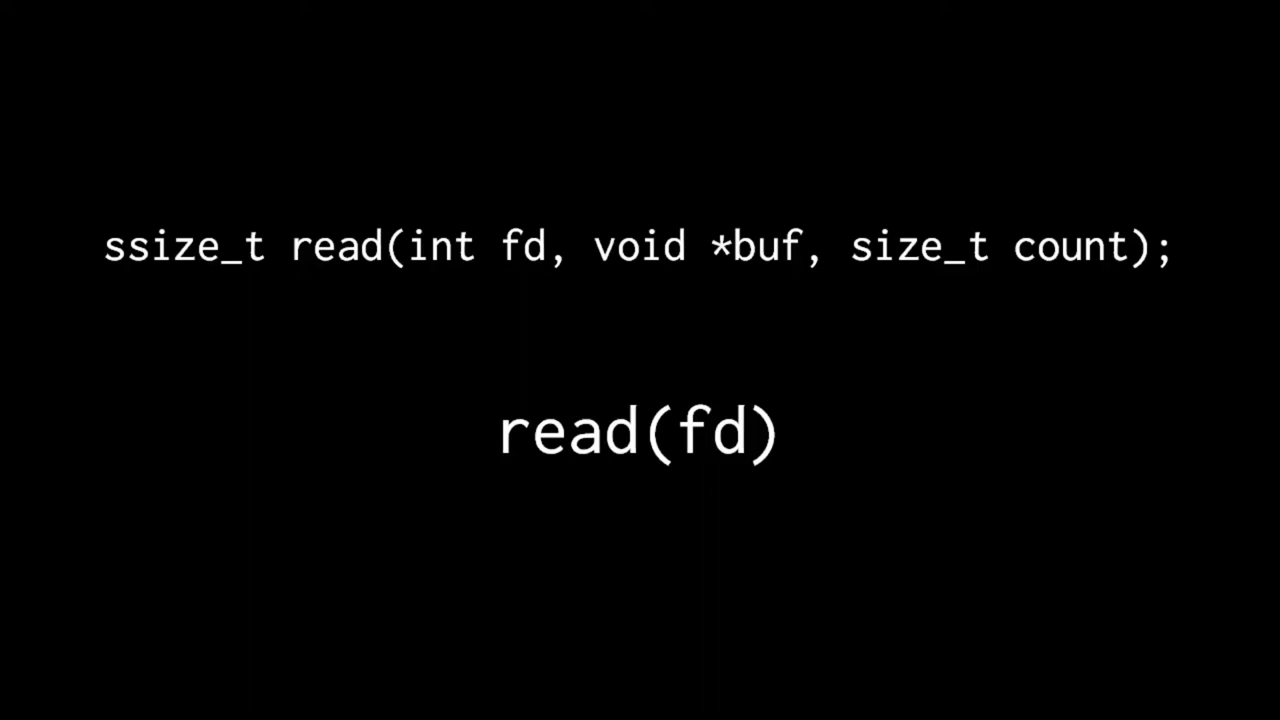 ssize_t read(int fd, void *buf, size_t count);
read(fd)